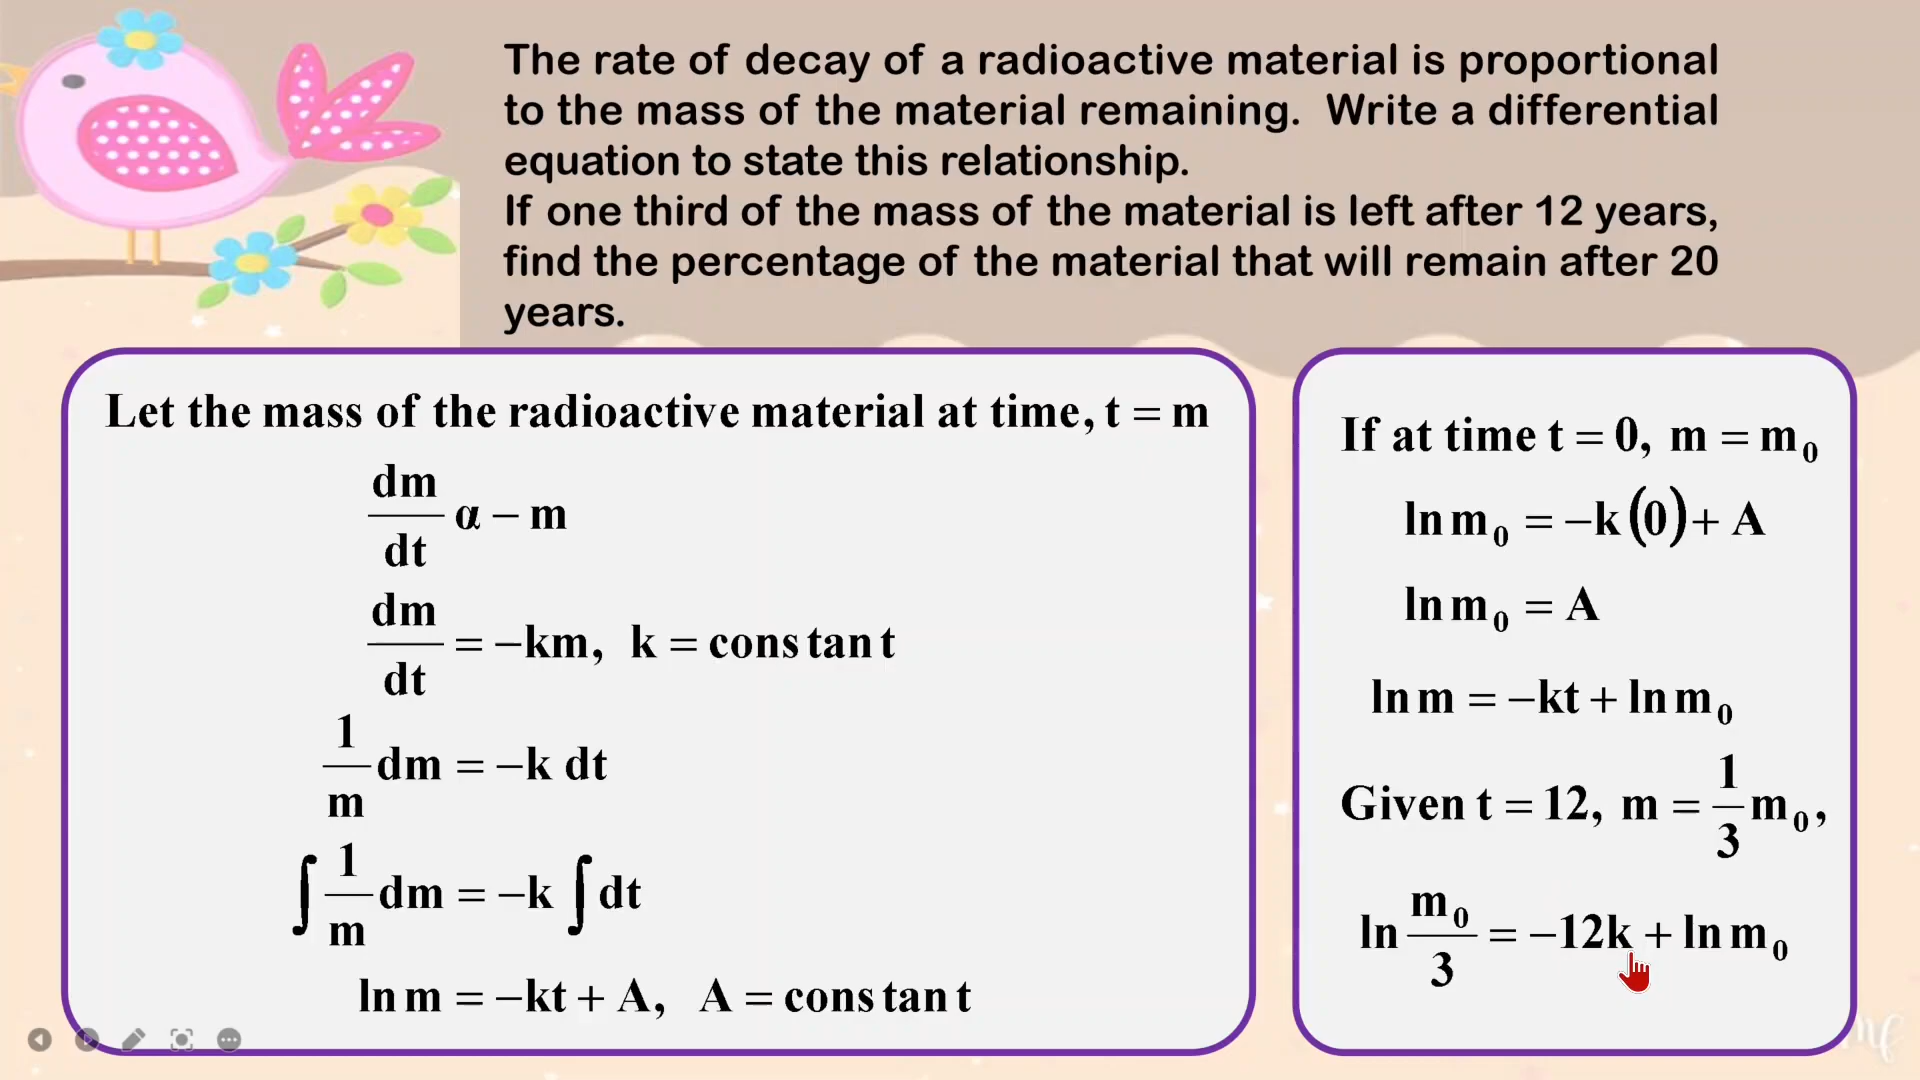 The rate of decay of a radioactive material is proportional
to the mass of the material remaining. Write a differential
equation to state this relationship.
If one third of the mass of the material is left after 12 years,
find the percentage of the material that will remain after 20
years.
Let the mass of the radioactive material at time, t = m
dm/dt α − m
dm/dt = −km, k = constant
1/m dm = −k dt
∫ 1/m dm = −k ∫ dt
ln m = −kt + A, A = constant
If at time t = 0, m = m₀
ln m₀ = −k(0) + A
ln m₀ = A
ln m = −kt + ln m₀
Given t = 12, m = 1/3 m₀,
ln m₀/3 = −12k + ln m₀